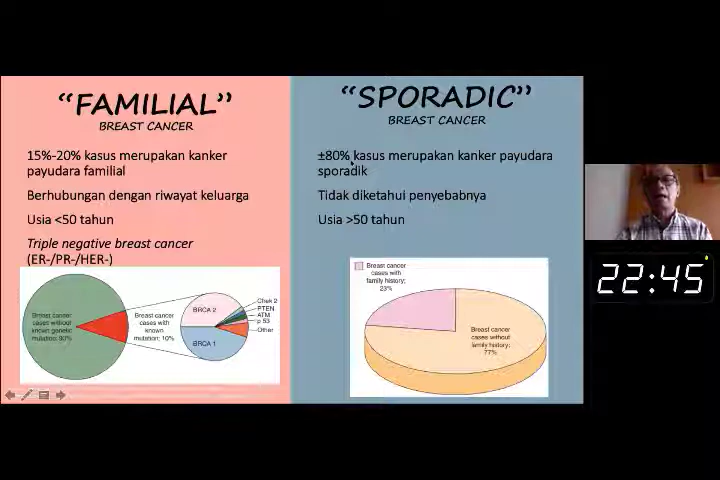 “FAMILIAL”
BREAST CANCER
15%-20% kasus merupakan kanker
payudara familial
Berhubungan dengan riwayat keluarga
Usia <50 tahun
Triple negative breast cancer
(ER-/PR-/HER-)
Breast cancer
cases without
known genetic
mutation; 90%
Breast cancer
cases with
known
mutation; 10%
BRCA 2
BRCA 1
Chek 2
PTEN
ATM
p 53
Other
“SPORADIC”
BREAST CANCER
±80% kasus merupakan kanker payudara
sporadik
Tidak diketahui penyebabnya
Usia >50 tahun
Breast cancer
cases with
family history;
23%
Breast cancer
cases without
family history;
77%
22:45